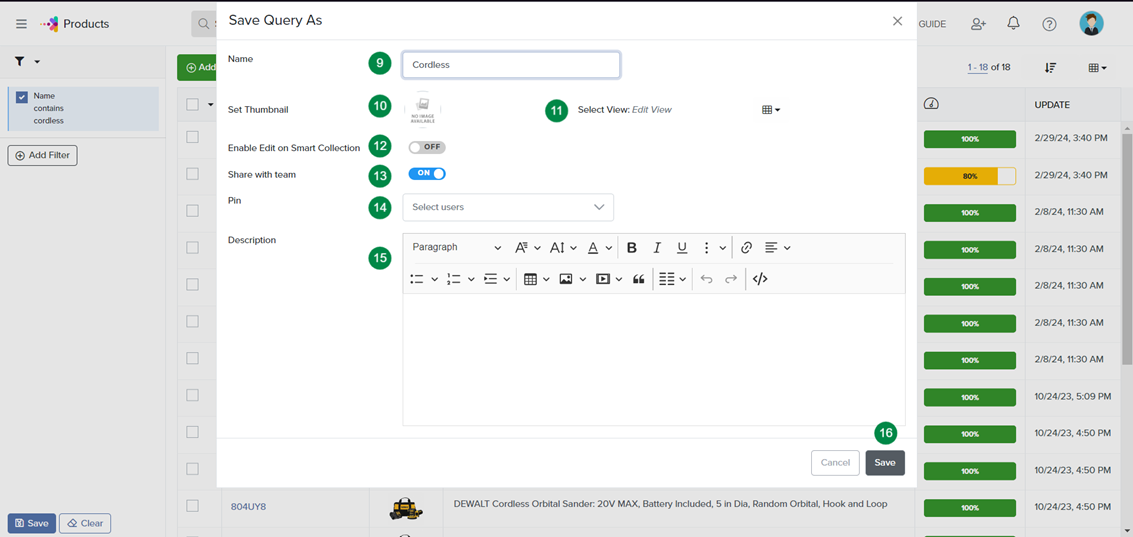 Products
S
Save Query As
GUIDE
Add
1 - 18 of 18
Name
contains
cordless
Add Filter
Name
9
Cordless
Set Thumbnail
10
NO IMAGE
AVAILABLE
11
Select View: Edit View
Enable Edit on Smart Collection
12
OFF
Share with team
13
ON
Pin
14
Select users
Description
15
Paragraph
16
Cancel
Save
UPDATE
100%
2/29/24, 3:40 PM
80%
2/29/24, 3:40 PM
100%
2/8/24, 11:30 AM
100%
2/8/24, 11:30 AM
100%
2/8/24, 11:30 AM
100%
2/8/24, 11:30 AM
100%
2/8/24, 11:30 AM
100%
10/24/23, 5:09 PM
100%
10/24/23, 4:50 PM
100%
10/24/23, 4:50 PM
804UY8
DEWALT Cordless Orbital Sander: 20V MAX, Battery Included, 5 in Dia, Random Orbital, Hook and Loop
100%
10/24/23, 4:50 PM
Save
Clear